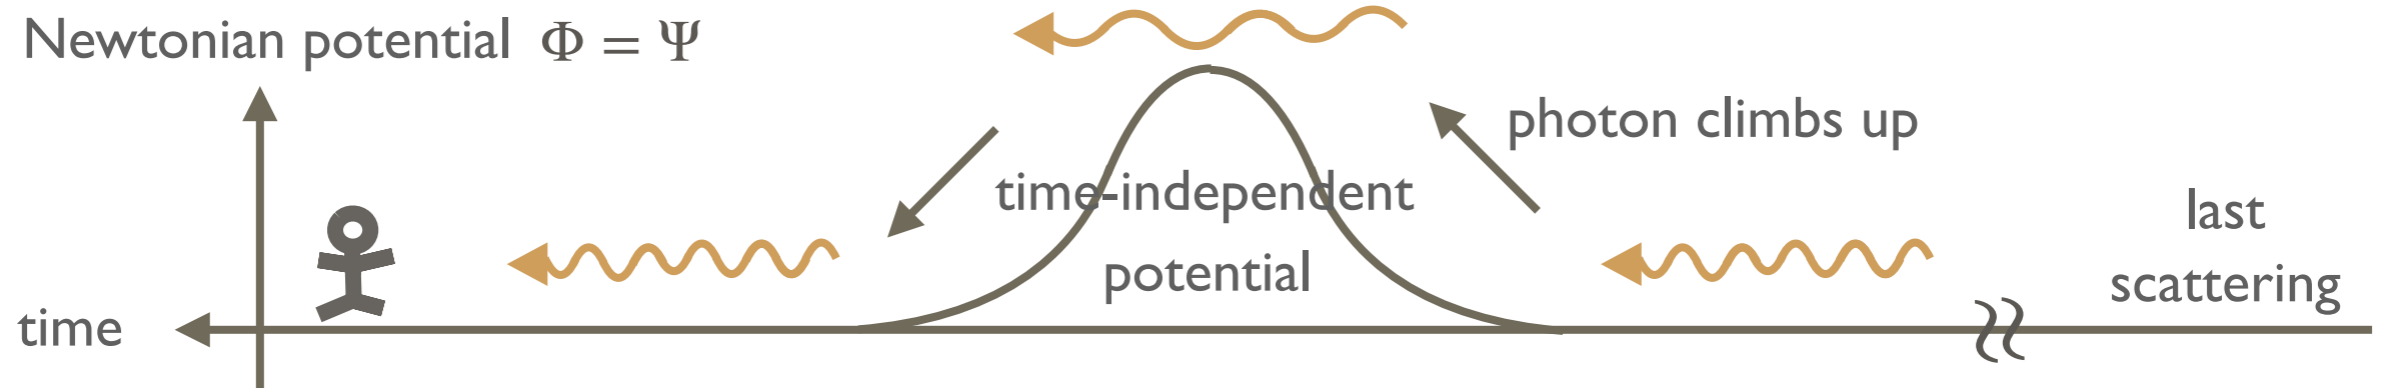 Newtonian potential Φ = Ψ
photon climbs up
time-independent
potential
last
scattering
time